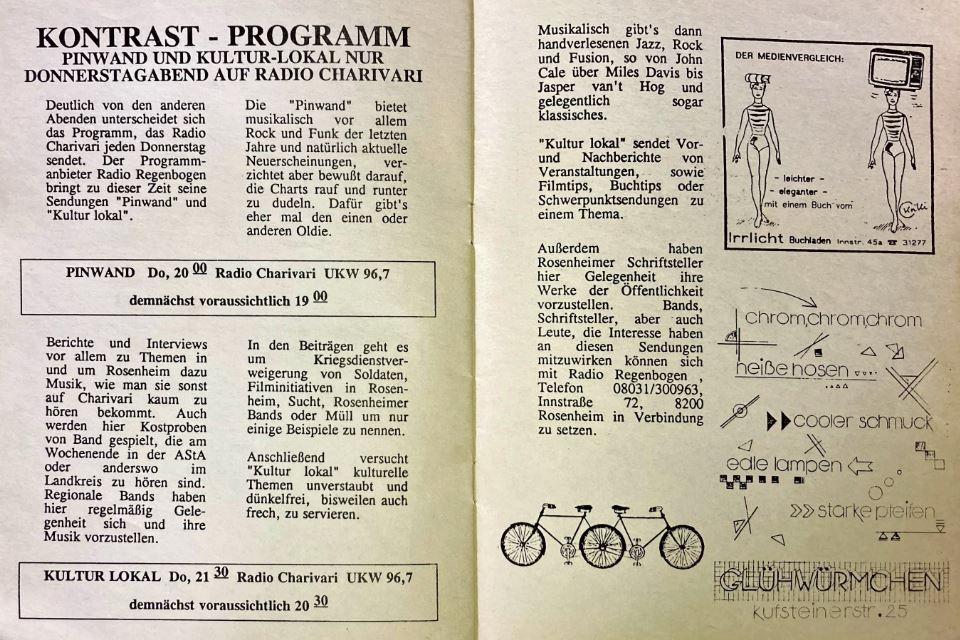 KONTRAST - PROGRAMM
PINWAND UND KULTUR-LOKAL NUR
DONNERSTAGABEND AUF RADIO CHARIVARI
Deutlich von den anderen
Abenden unterscheidet sich
das Programm, das Radio
Charivari jeden Donnerstag
sendet. Der Programm-
anbieter Radio Regenbogen
bringt zu dieser Zeit seine
Sendungen "Pinwand" und
"Kultur lokal".
Die "Pinwand" bietet
musikalisch vor allem
Rock und Funk der letzten
Jahre und natürlich aktuelle
Neuerscheinungen, ver-
zichtet aber bewußt darauf,
die Charts rauf und runter
zu dudeln. Dafür gibt's
eher mal den einen oder
anderen Oldie.
PINWAND Do, 20 00 Radio Charivari UKW 96,7
demnächst voraussichtlich 19 00
Berichte und Interviews
vor allem zu Themen in
und um Rosenheim dazu
Musik, wie man sie sonst
auf Charivari kaum zu
hören bekommt. Auch
werden hier Kostproben
von Band gespielt, die am
Wochenende in der AStA
oder anderswo im
Landkreis zu hören sind.
Regionale Bands haben
hier regelmäßig Gele-
genheit sich und ihre
Musik vorzustellen.
In den Beiträgen geht es
um Kriegsdienstver-
weigerung von Soldaten,
Filminitiativen in Rosen-
heim, Sucht, Rosenheimer
Bands oder Müll um nur
einige Beispiele zu nennen.
Anschließend versucht
"Kultur lokal" kulturelle
Themen unverstaubt und
dünkelfrei, bisweilen auch
frech, zu servieren.
KULTUR LOKAL Do, 21 30 Radio Charivari UKW 96,7
demnächst voraussichtlich 20 30
Musikalisch gibt's dann
handverlesenen Jazz, Rock
und Fusion, so von John
Cale über Miles Davis bis
Jasper van't Hog und
gelegentlich sogar
klassisches.
"Kultur lokal" sendet Vor-
und Nachberichte von
Veranstaltungen, sowie
Filmtips, Buchtips oder
Schwerpunktsendungen zu
einem Thema.
Außerdem haben
Rosenheimer Schriftsteller
hier Gelegenheit ihre
Werke der Öffentlichkeit
vorzustellen. Bands,
Schriftsteller, aber auch
Leute, die Interesse haben
an diesen Sendungen
mitzuwirken können sich
mit Radio Regenbogen ,
Telefon 08031/300963,
Innstraße 72, 8200
Rosenheim in Verbindung
zu setzen.
DER MEDIENVERGLEICH:
- leichter -
- eleganter -
mit einem Buch vom
Irrlicht Buchladen Innstr. 45a ☎ 31277
chrom,chrom,chrom
heiße hosen
cooler schmuck
edle lampen
starke pfeifen
GLÜHWÜRMCHEN
kufsteinerstr. 25